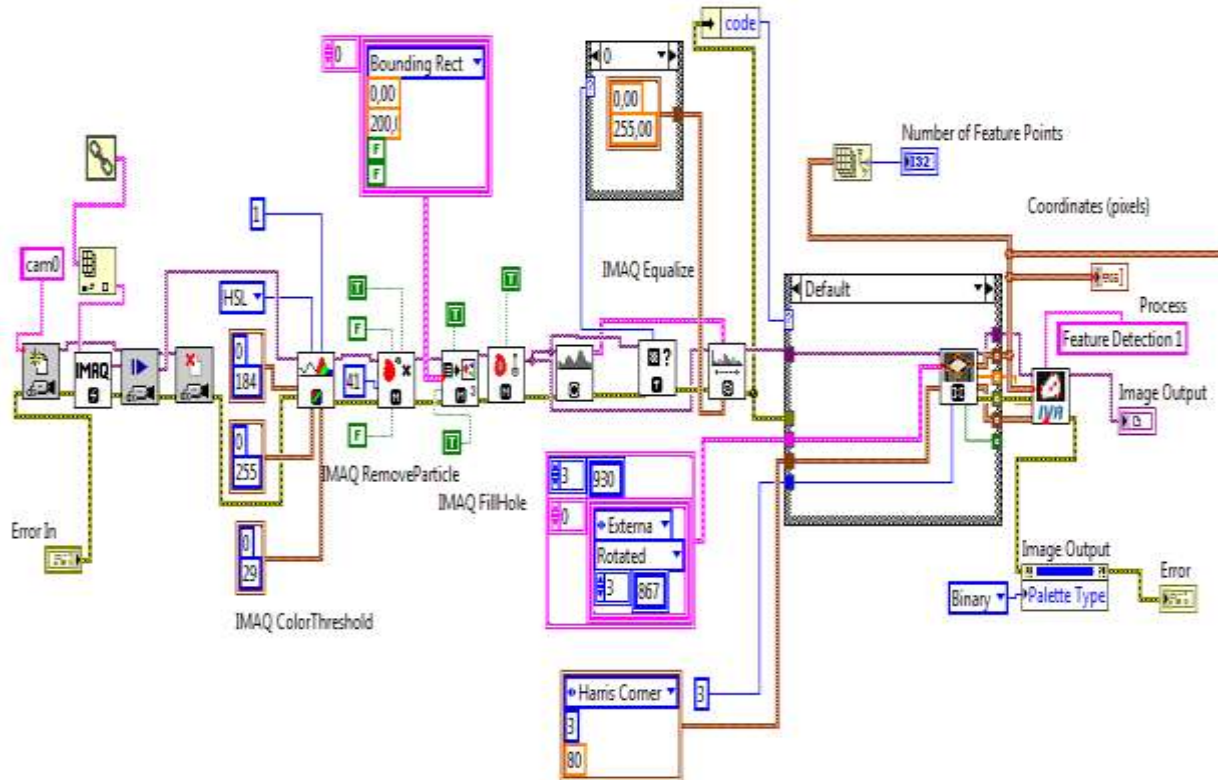 code
0
Bounding Rect
0,00
200,0
F
F
0
0,00
255,00
Number of Feature Points
I32
Coordinates (pixels)
1
cam0
HSL
IMAQ Equalize
T
T
T
F
Default
Process
Feature Detection 1
IMAQ
0
184
41
Image Output
0
255
F
T
IMAQ RemoveParticle
IMAQ FillHole
IVA
3
930
0
Externa
Rotated
3
867
Error In
0
29
IMAQ ColorThreshold
Image Output
Error
Binary
Palette Type
Harris Corner
3
3
80